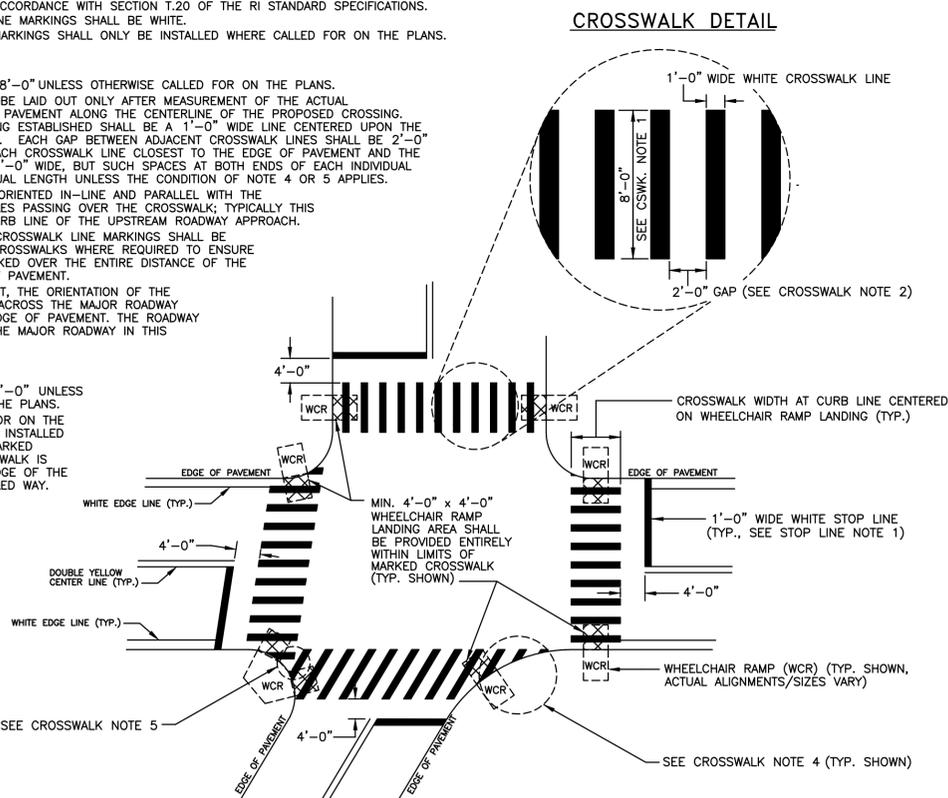 CCORDANCE WITH SECTION T.20 OF THE RI STANDARD SPECIFICATIONS.
NE MARKINGS SHALL BE WHITE.
MARKINGS SHALL ONLY BE INSTALLED WHERE CALLED FOR ON THE PLANS.
8'-0" UNLESS OTHERWISE CALLED FOR ON THE PLANS.
BE LAID OUT ONLY AFTER MEASUREMENT OF THE ACTUAL
PAVEMENT ALONG THE CENTERLINE OF THE PROPOSED CROSSING.
NG ESTABLISHED SHALL BE A 1'-0" WIDE LINE CENTERED UPON THE
. EACH GAP BETWEEN ADJACENT CROSSWALK LINES SHALL BE 2'-0"
ACH CROSSWALK LINE CLOSEST TO THE EDGE OF PAVEMENT AND THE
'-0" WIDE, BUT SUCH SPACES AT BOTH ENDS OF EACH INDIVIDUAL
UAL LENGTH UNLESS THE CONDITION OF NOTE 4 OR 5 APPLIES.
ORIENTED IN-LINE AND PARALLEL WITH THE
ES PASSING OVER THE CROSSWALK; TYPICALLY THIS
URB LINE OF THE UPSTREAM ROADWAY APPROACH.
CROSSWALK LINE MARKINGS SHALL BE
ROSSWALKS WHERE REQUIRED TO ENSURE
KED OVER THE ENTIRE DISTANCE OF THE
PAVEMENT.
T, THE ORIENTATION OF THE
ACROSS THE MAJOR ROADWAY
DGE OF PAVEMENT. THE ROADWAY
HE MAJOR ROADWAY IN THIS
'-0" UNLESS
HE PLANS.
OR ON THE
INSTALLED
ARKED
WALK IS
GE OF THE
ED WAY.
CROSSWALK DETAIL
1'-0" WIDE WHITE CROSSWALK LINE
8'-0"
SEE CSWK. NOTE 1
2'-0" GAP (SEE CROSSWALK NOTE 2)
4'-0"
WCR
WCR
CROSSWALK WIDTH AT CURB LINE CENTERED
ON WHEELCHAIR RAMP LANDING (TYP.)
WCR
WCR
EDGE OF PAVEMENT
EDGE OF PAVEMENT
WHITE EDGE LINE (TYP.)
MIN. 4'-0" x 4'-0"
WHEELCHAIR RAMP
LANDING AREA SHALL
BE PROVIDED ENTIRELY
WITHIN LIMITS OF
MARKED CROSSWALK
(TYP. SHOWN)
1'-0" WIDE WHITE STOP LINE
(TYP., SEE STOP LINE NOTE 1)
4'-0"
DOUBLE YELLOW
CENTER LINE (TYP.)
4'-0"
WHITE EDGE LINE (TYP.)
WCR
WCR
WCR
WHEELCHAIR RAMP (WCR) (TYP. SHOWN,
ACTUAL ALIGNMENTS/SIZES VARY)
SEE CROSSWALK NOTE 5
4'-0"
EDGE OF PAVEMENT
EDGE OF PAVEMENT
SEE CROSSWALK NOTE 4 (TYP. SHOWN)